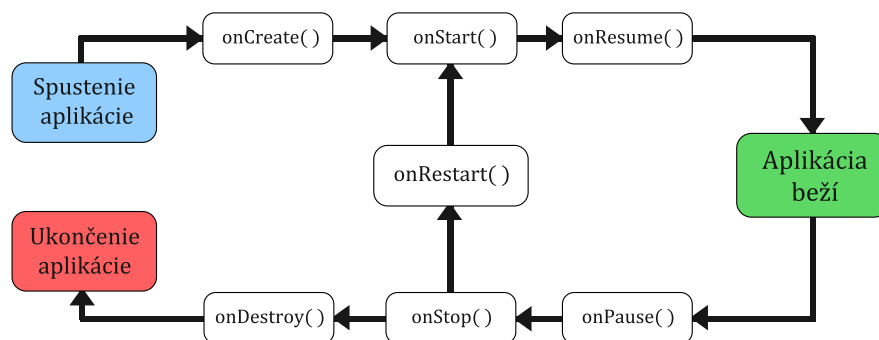 onCreate( )
onStart( )
onResume( )
Spustenie
aplikácie
Aplikácia
beží
onRestart( )
Ukončenie
aplikácie
onDestroy( )
onStop( )
onPause( )